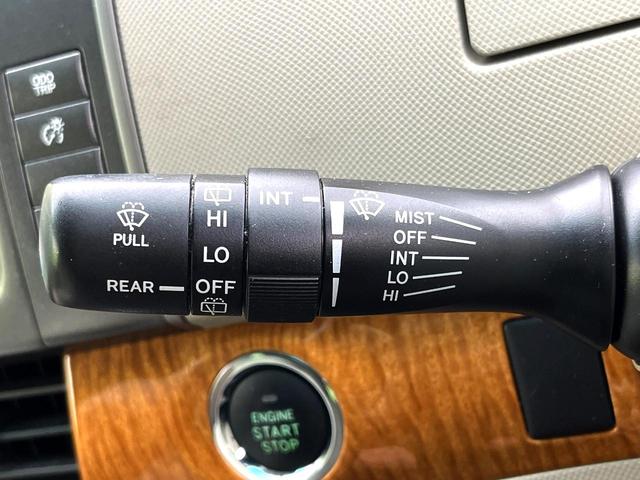 ODO
TRIP
PULL
REAR
HI
LO
OFF
INT
MIST
OFF
INT
LO
HI
ENGINE
START
STOP